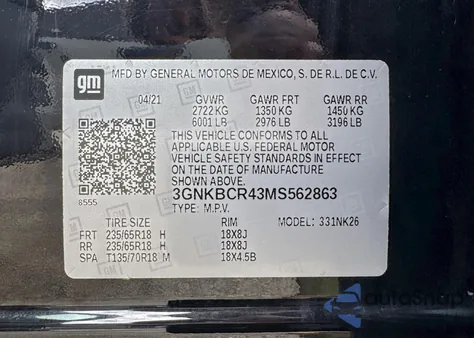 gm
MFD BY GENERAL MOTORS DE MEXICO, S. DE R.L. DE C.V.
04/21 GVWR GAWR FRT GAWR RR
2722 KG 1350 KG 1450 KG
6001 LB 2976 LB 3196 LB
THIS VEHICLE CONFORMS TO ALL
APPLICABLE U.S. FEDERAL MOTOR
VEHICLE SAFETY STANDARDS IN EFFECT
ON THE DATE OF MANUFACTURE
SHOWN ABOVE.
8555
3GNKBCR43MS562863
TYPE: M.P.V.
TIRE SIZE RIM MODEL: 331NK26
FRT 235/65R18 H 18X8J
RR 235/65R18 H 18X8J
SPA T135/70R18 M 18X4.5B
autoSnap